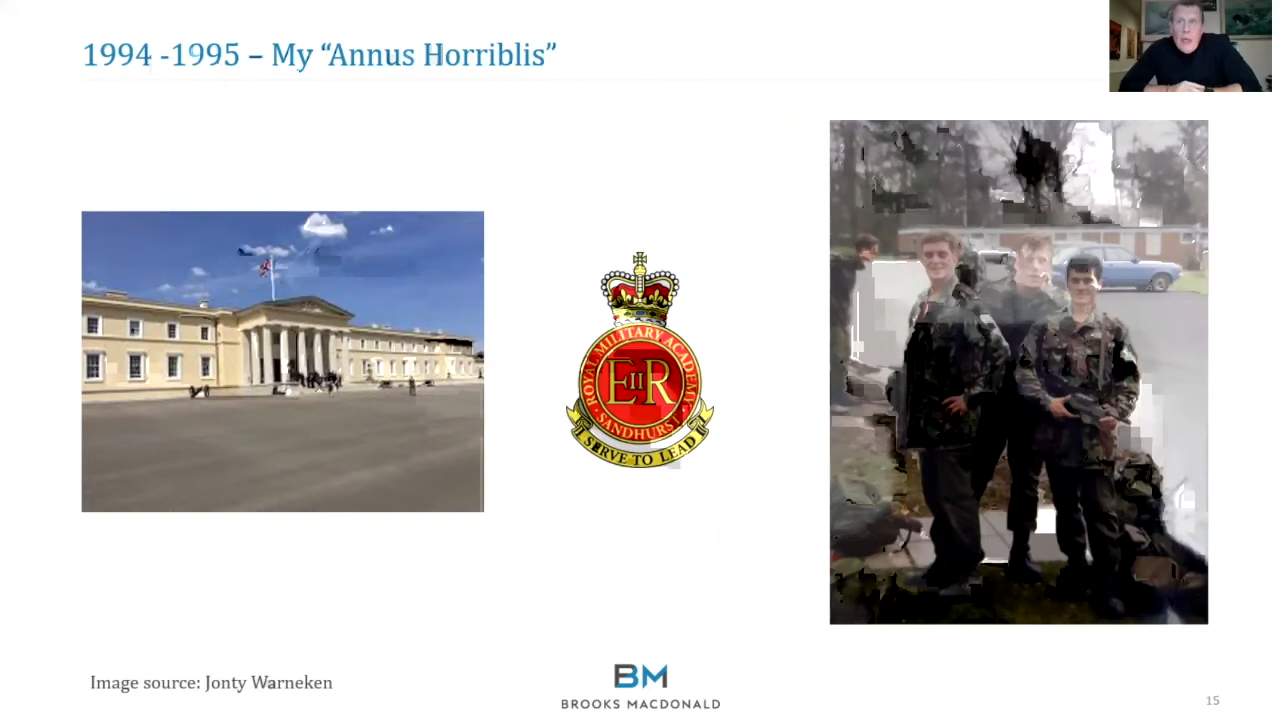 1994 -1995 – My “Annus Horriblis”
ROYAL MILITARY ACADEMY
EIIR
SANDHURST
SERVE TO LEAD
Image source: Jonty Warneken
BM
BROOKS MACDONALD
15